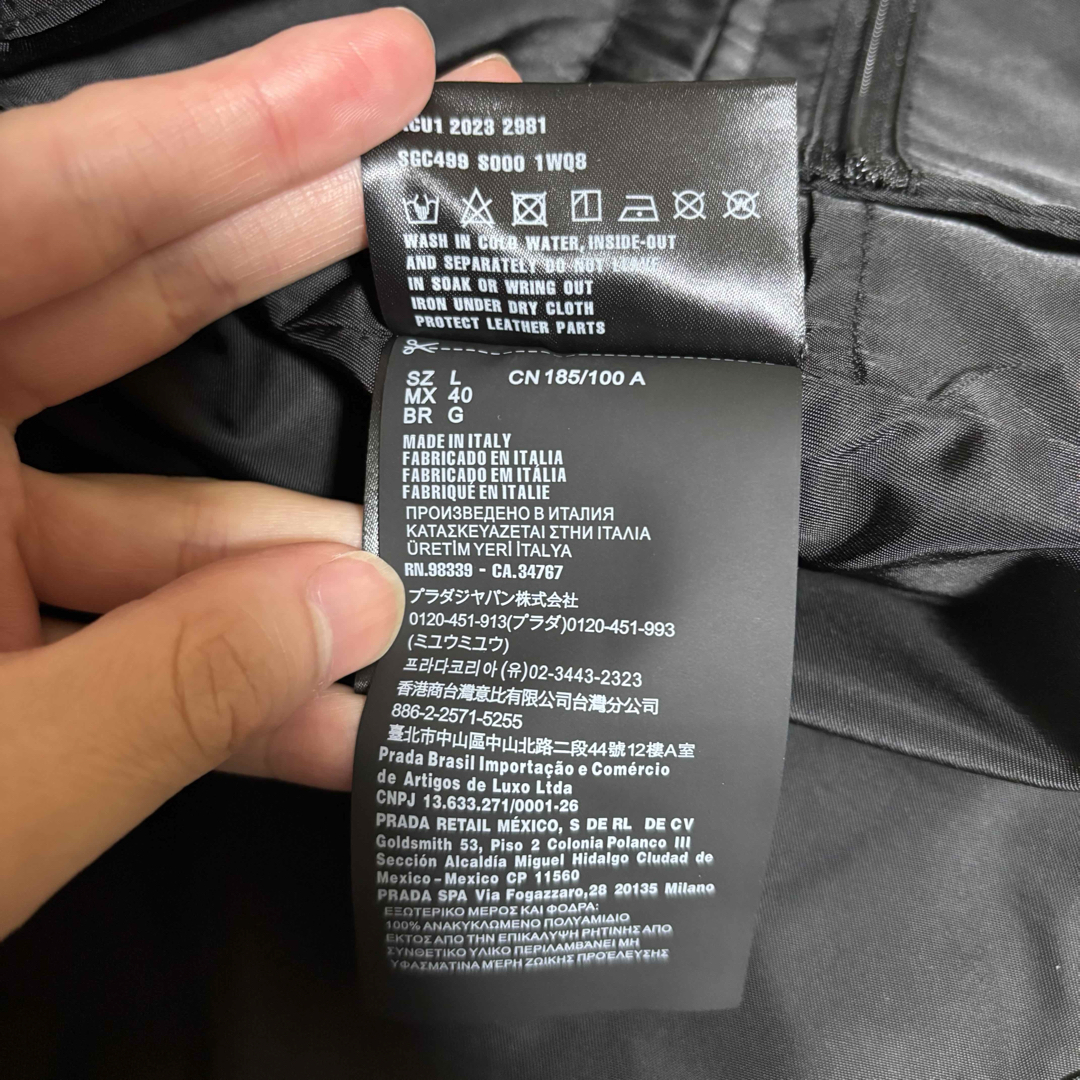 2023 2981
SGC499 S000 1WQ8
WASH IN COLD WATER, INSIDE-OUT
AND SEPARATELY DO NOT LEAVE
IN SOAK OR WRING OUT
IRON UNDER DRY CLOTH
PROTECT LEATHER PARTS
SZ L CN 185/100 A
MX 40
BR G
MADE IN ITALY
FABRICADO EN ITALIA
FABRICADO EM ITÁLIA
FABRIQUÉ EN ITALIE
ПРОИЗВЕДЕНО В ИТАЛИЯ
ΚΑΤΑΣΚΕΥΑΖΕΤΑΙ ΣΤΗΝ ΙΤΑΛΙΑ
ÜRETİM YERİ İTALYA
RN.98339 - CA.34767
プラダジャパン株式会社
0120-451-913(プラダ)0120-451-993
(ミユウミユウ)
프라다코리아(유)02-3443-2323
香港商台灣意比有限公司台灣分公司
886-2-2571-5255
臺北市中山區中山北路二段44號12樓A室
Prada Brasil Importação e Comércio
de Artigos de Luxo Ltda
CNPJ 13.633.271/0001-26
PRADA RETAIL MÉXICO, S DE RL DE CV
Goldsmith 53, Piso 2 Colonia Polanco III
Sección Alcaldía Miguel Hidalgo Ciudad de
Mexico-Mexico CP 11560
PRADA SPA Via Fogazzaro,28 20135 Milano
ΕΞΩΤΕΡΙΚΟ ΜΕΡΟΣ ΚΑΙ ΦΟΔΡΑ:
100% ΑΝΑΚΥΚΛΩΜΕΝΟ ΠΟΛΥΑΜΙΔΙΟ
ΕΚΤΟΣ ΑΠΟ ΤΗΝ ΕΠΙΚΑΛΥΨΗ ΡΗΤΙΝΗΣ ΑΠΟ
ΣΥΝΘΕΤΙΚΟ ΥΛΙΚΟ ΠΕΡΙΛΑΜΒΑΝΕΙ ΜΗ
ΥΦΑΣΜΑΤΙΝΑ ΜΕΡΗ ΖΩΙΚΗΣ ΠΡΟΕΛΕΥΣΗΣ